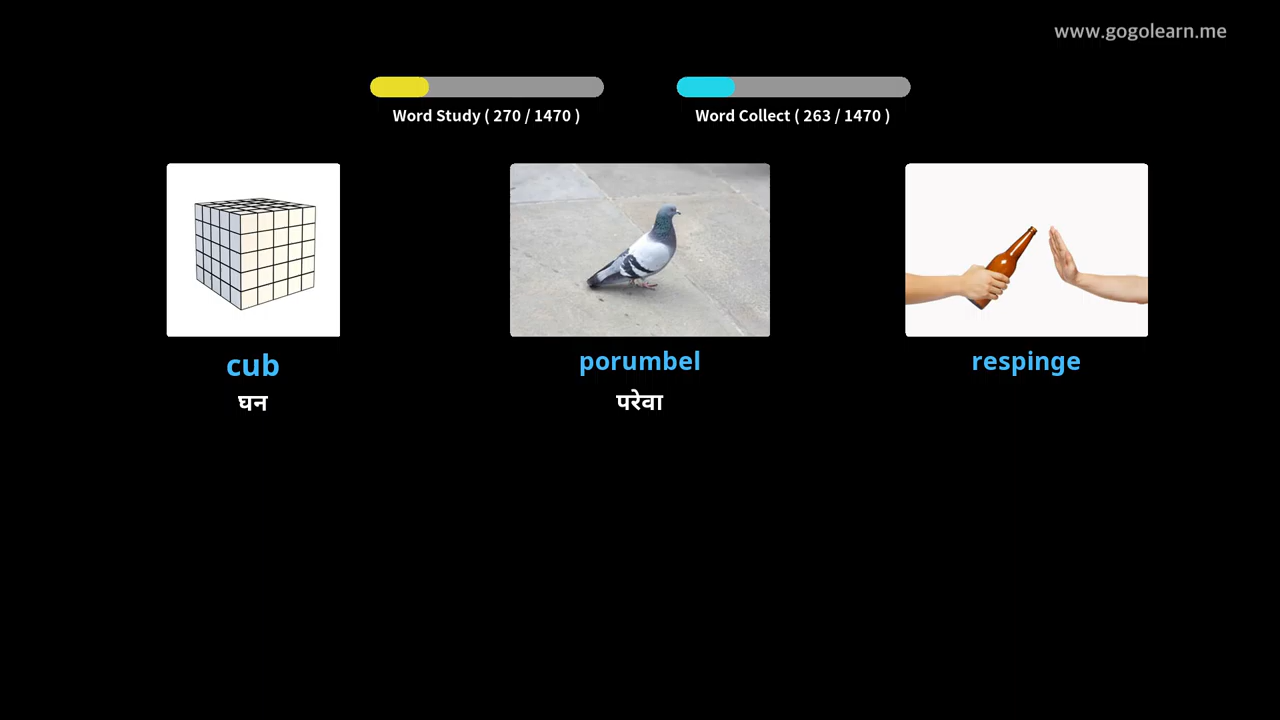 www.gogolearn.me
Word Study ( 270 / 1470 )
Word Collect ( 263 / 1470 )
cub
porumbel
respinge
घन
परेवा